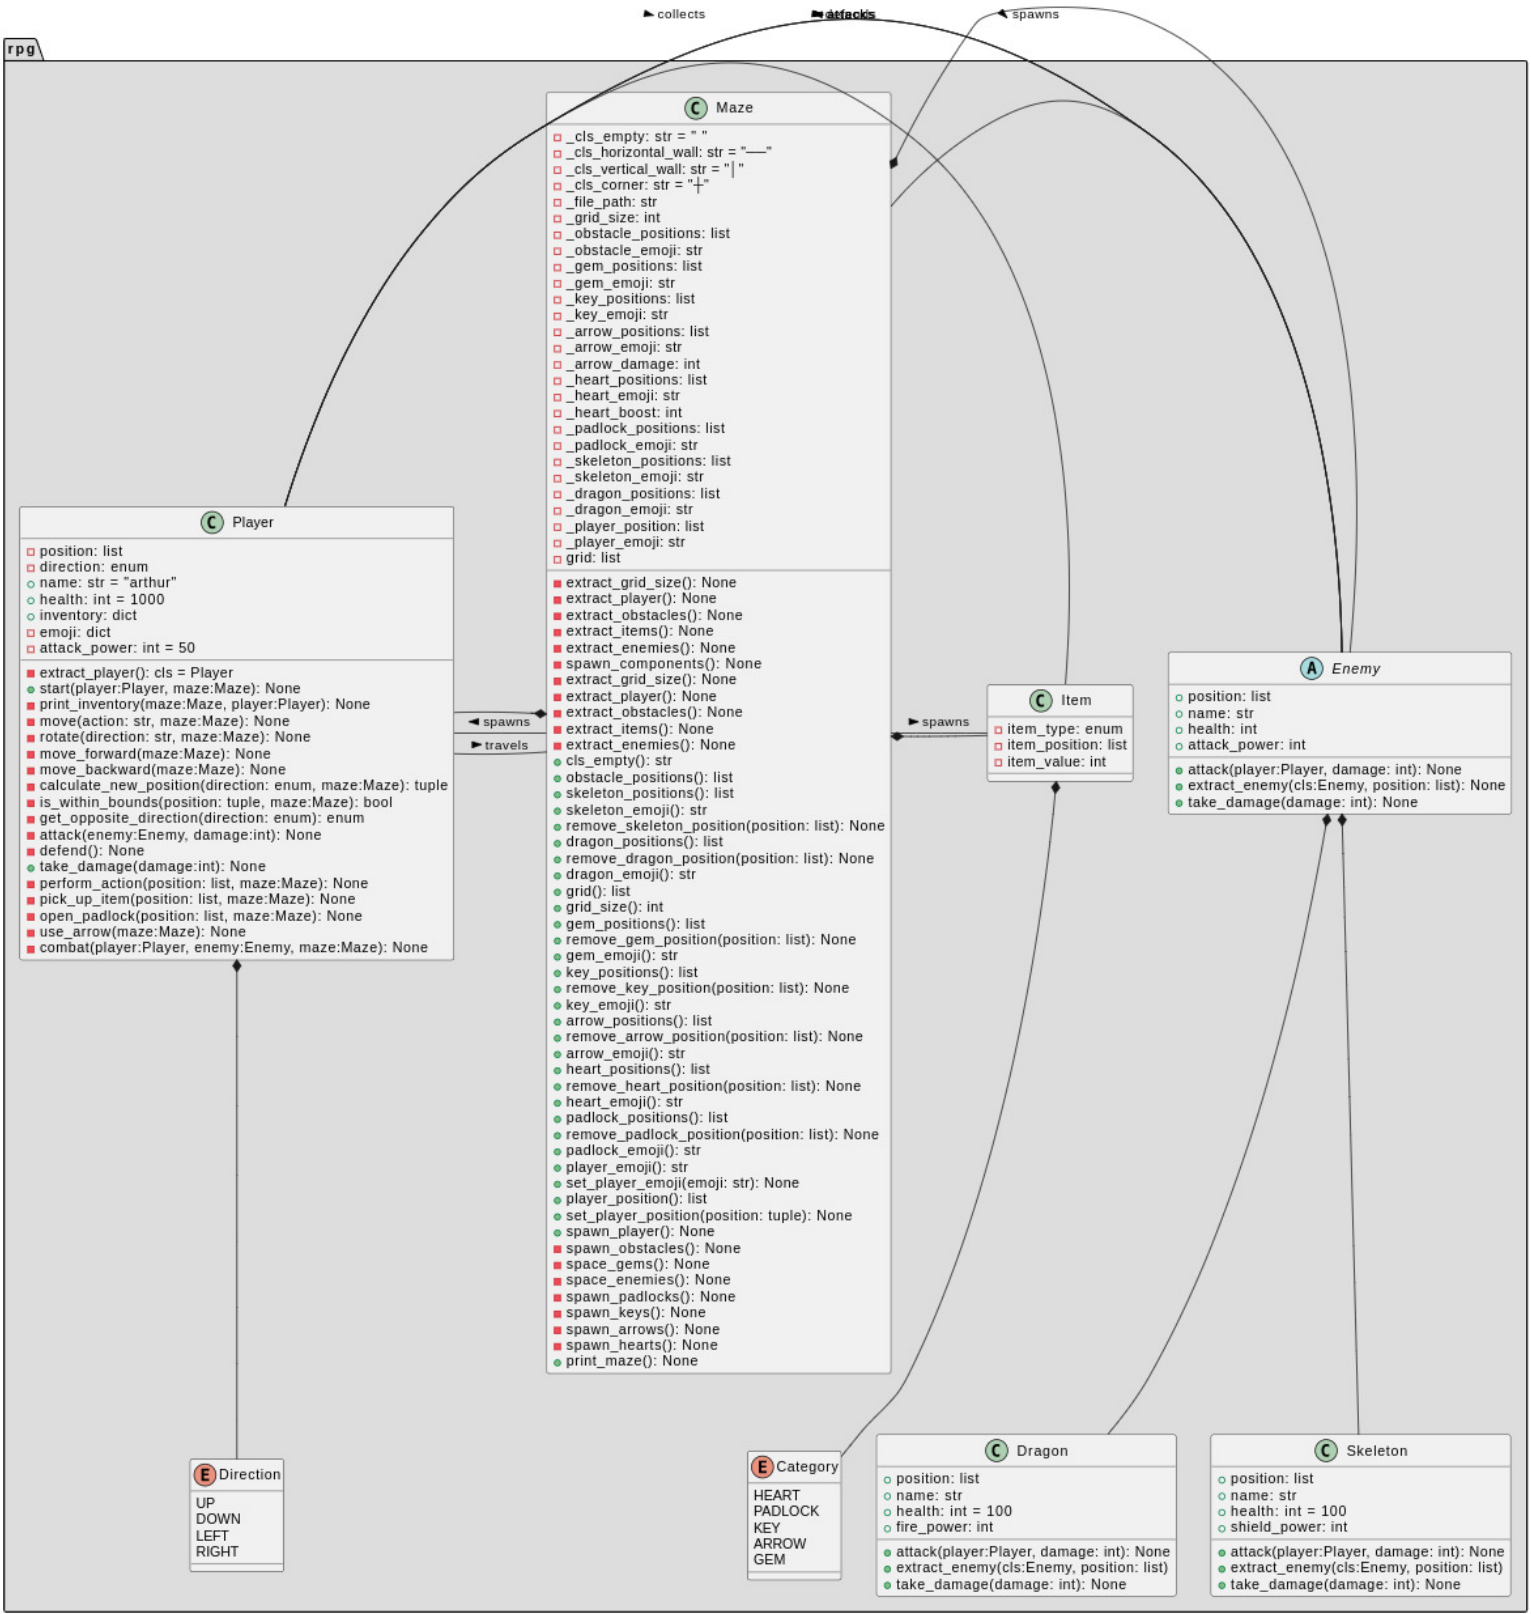 collects
attacks
spawns
rpg
C Maze
_cls_empty: str = " "
_cls_horizontal_wall: str = "──"
_cls_vertical_wall: str = "│"
_cls_corner: str = "┼"
_file_path: str
_grid_size: int
_obstacle_positions: list
_obstacle_emoji: str
_gem_positions: list
_gem_emoji: str
_key_positions: list
_key_emoji: str
_arrow_positions: list
_arrow_emoji: str
_arrow_damage: int
_heart_positions: list
_heart_emoji: str
_heart_boost: int
_padlock_positions: list
_padlock_emoji: str
_skeleton_positions: list
_skeleton_emoji: str
_dragon_positions: list
_dragon_emoji: str
_player_position: list
_player_emoji: str
grid: list
extract_grid_size(): None
extract_player(): None
extract_obstacles(): None
extract_items(): None
extract_enemies(): None
spawn_components(): None
extract_grid_size(): None
extract_player(): None
extract_obstacles(): None
extract_items(): None
extract_enemies(): None
cls_empty(): str
obstacle_positions(): list
skeleton_positions(): list
skeleton_emoji(): str
remove_skeleton_position(position: list): None
dragon_positions(): list
remove_dragon_position(position: list): None
dragon_emoji(): str
grid(): list
grid_size(): int
gem_positions(): list
remove_gem_position(position: list): None
gem_emoji(): str
key_positions(): list
remove_key_position(position: list): None
key_emoji(): str
arrow_positions(): list
remove_arrow_position(position: list): None
arrow_emoji(): str
heart_positions(): list
remove_heart_position(position: list): None
heart_emoji(): str
padlock_positions(): list
remove_padlock_position(position: list): None
padlock_emoji(): str
player_emoji(): str
set_player_emoji(emoji: str): None
player_position(): list
set_player_position(position: tuple): None
spawn_player(): None
spawn_obstacles(): None
space_gems(): None
space_enemies(): None
spawn_padlocks(): None
spawn_keys(): None
spawn_arrows(): None
spawn_hearts(): None
print_maze(): None
C Player
position: list
direction: enum
name: str = "arthur"
health: int = 1000
inventory: dict
emoji: dict
attack_power: int = 50
extract_player(): cls = Player
start(player:Player, maze:Maze): None
print_inventory(maze:Maze, player:Player): None
move(action: str, maze:Maze): None
rotate(direction: str, maze:Maze): None
move_forward(maze:Maze): None
move_backward(maze:Maze): None
calculate_new_position(direction: enum, maze:Maze): tuple
is_within_bounds(position: tuple, maze:Maze): bool
get_opposite_direction(direction: enum): enum
attack(enemy:Enemy, damage:int): None
defend(): None
take_damage(damage:int): None
perform_action(position: list, maze:Maze): None
pick_up_item(position: list, maze:Maze): None
open_padlock(position: list, maze:Maze): None
use_arrow(maze:Maze): None
combat(player:Player, enemy:Enemy, maze:Maze): None
spawns
travels
spawns
C Item
item_type: enum
item_position: list
item_value: int
A Enemy
position: list
name: str
health: int
attack_power: int
attack(player:Player, damage: int): None
extract_enemy(cls:Enemy, position: list): None
take_damage(damage: int): None
E Direction
UP
DOWN
LEFT
RIGHT
E Category
HEART
PADLOCK
KEY
ARROW
GEM
C Dragon
position: list
name: str
health: int = 100
fire_power: int
attack(player:Player, damage: int): None
extract_enemy(cls:Enemy, position: list)
take_damage(damage: int): None
C Skeleton
position: list
name: str
health: int = 100
shield_power: int
attack(player:Player, damage: int): None
extract_enemy(cls:Enemy, position: list)
take_damage(damage: int): None